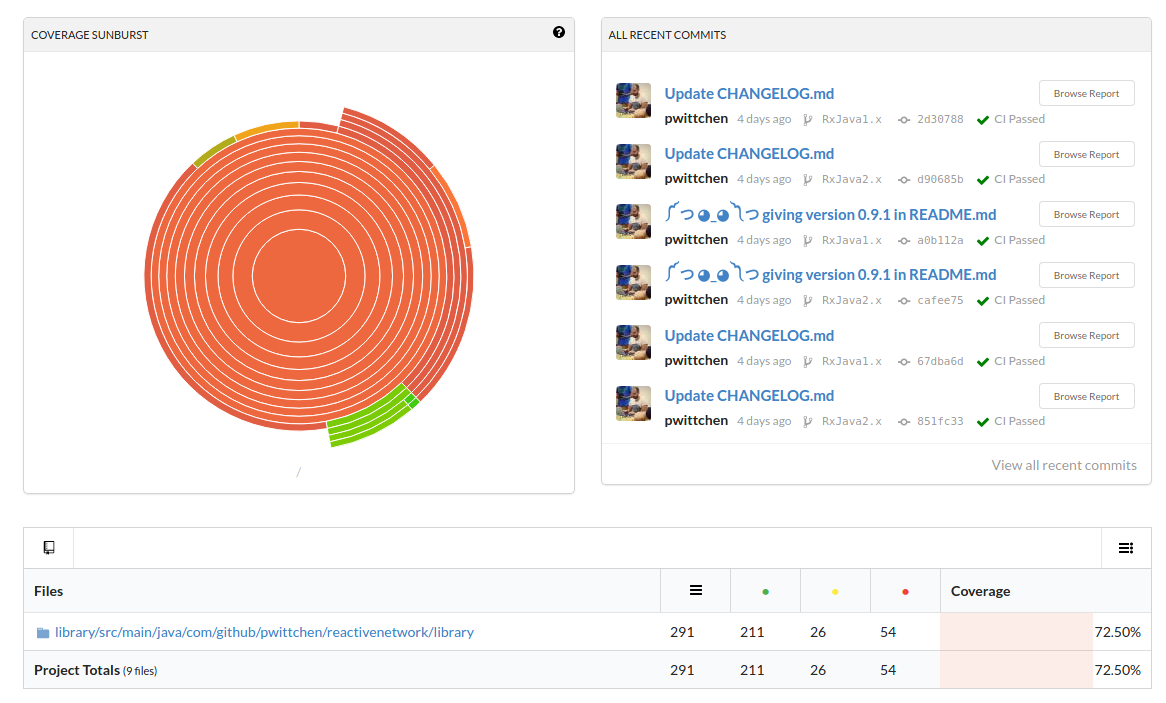 COVERAGE SUNBURST
/
ALL RECENT COMMITS
Update CHANGELOG.md
Browse Report
pwittchen 4 days ago RxJava1.x 2d30788 CI Passed
Update CHANGELOG.md
Browse Report
pwittchen 4 days ago RxJava2.x d90685b CI Passed
༼ つ ◕_◕ ༽つ giving version 0.9.1 in README.md
Browse Report
pwittchen 4 days ago RxJava1.x a0b112a CI Passed
༼ つ ◕_◕ ༽つ giving version 0.9.1 in README.md
Browse Report
pwittchen 4 days ago RxJava2.x cafee75 CI Passed
Update CHANGELOG.md
Browse Report
pwittchen 4 days ago RxJava1.x 67dba6d CI Passed
Update CHANGELOG.md
Browse Report
pwittchen 4 days ago RxJava2.x 851fc33 CI Passed
View all recent commits
Files Coverage
library/src/main/java/com/github/pwittchen/reactivenetwork/library 291 211 26 54 72.50%
Project Totals (9 files) 291 211 26 54 72.50%